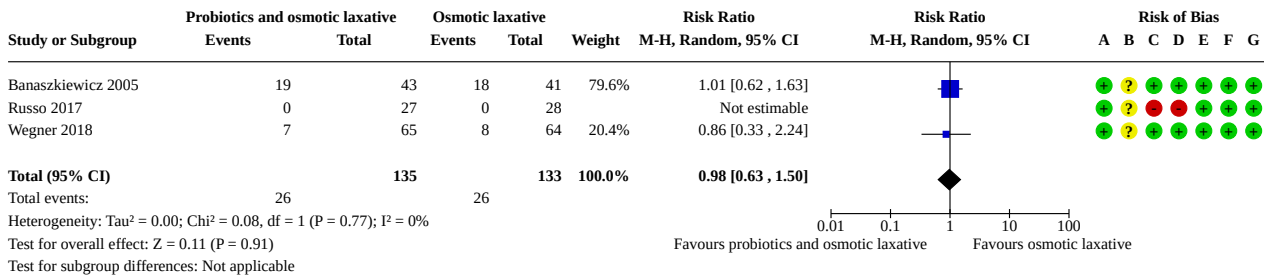 Probiotics and osmotic laxative Osmotic laxative Risk Ratio Risk Ratio Risk of Bias
Study or Subgroup Events Total Events Total Weight M-H, Random, 95% CI M-H, Random, 95% CI A B C D E F G
Banaszkiewicz 2005 19 43 18 41 79.6% 1.01 [0.62 , 1.63] + ? + + + + +
Russo 2017 0 27 0 28 Not estimable + ? - - + + +
Wegner 2018 7 65 8 64 20.4% 0.86 [0.33 , 2.24] + ? + + + + +
Total (95% CI) 135 133 100.0% 0.98 [0.63 , 1.50]
Total events: 26 26
Heterogeneity: Tau² = 0.00; Chi² = 0.08, df = 1 (P = 0.77); I² = 0%
0.01 0.1 1 10 100
Test for overall effect: Z = 0.11 (P = 0.91)
Favours probiotics and osmotic laxative Favours osmotic laxative
Test for subgroup differences: Not applicable